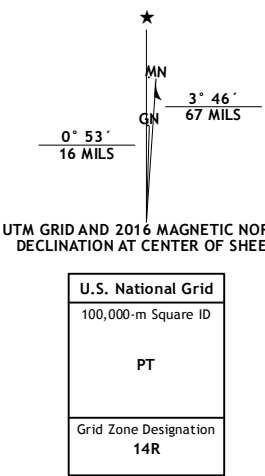 MN
3° 46´
67 MILS
GN
0° 53´
16 MILS
UTM GRID AND 2016 MAGNETIC NOR
DECLINATION AT CENTER OF SHEE
U.S. National Grid
100,000-m Square ID
PT
Grid Zone Designation
14R